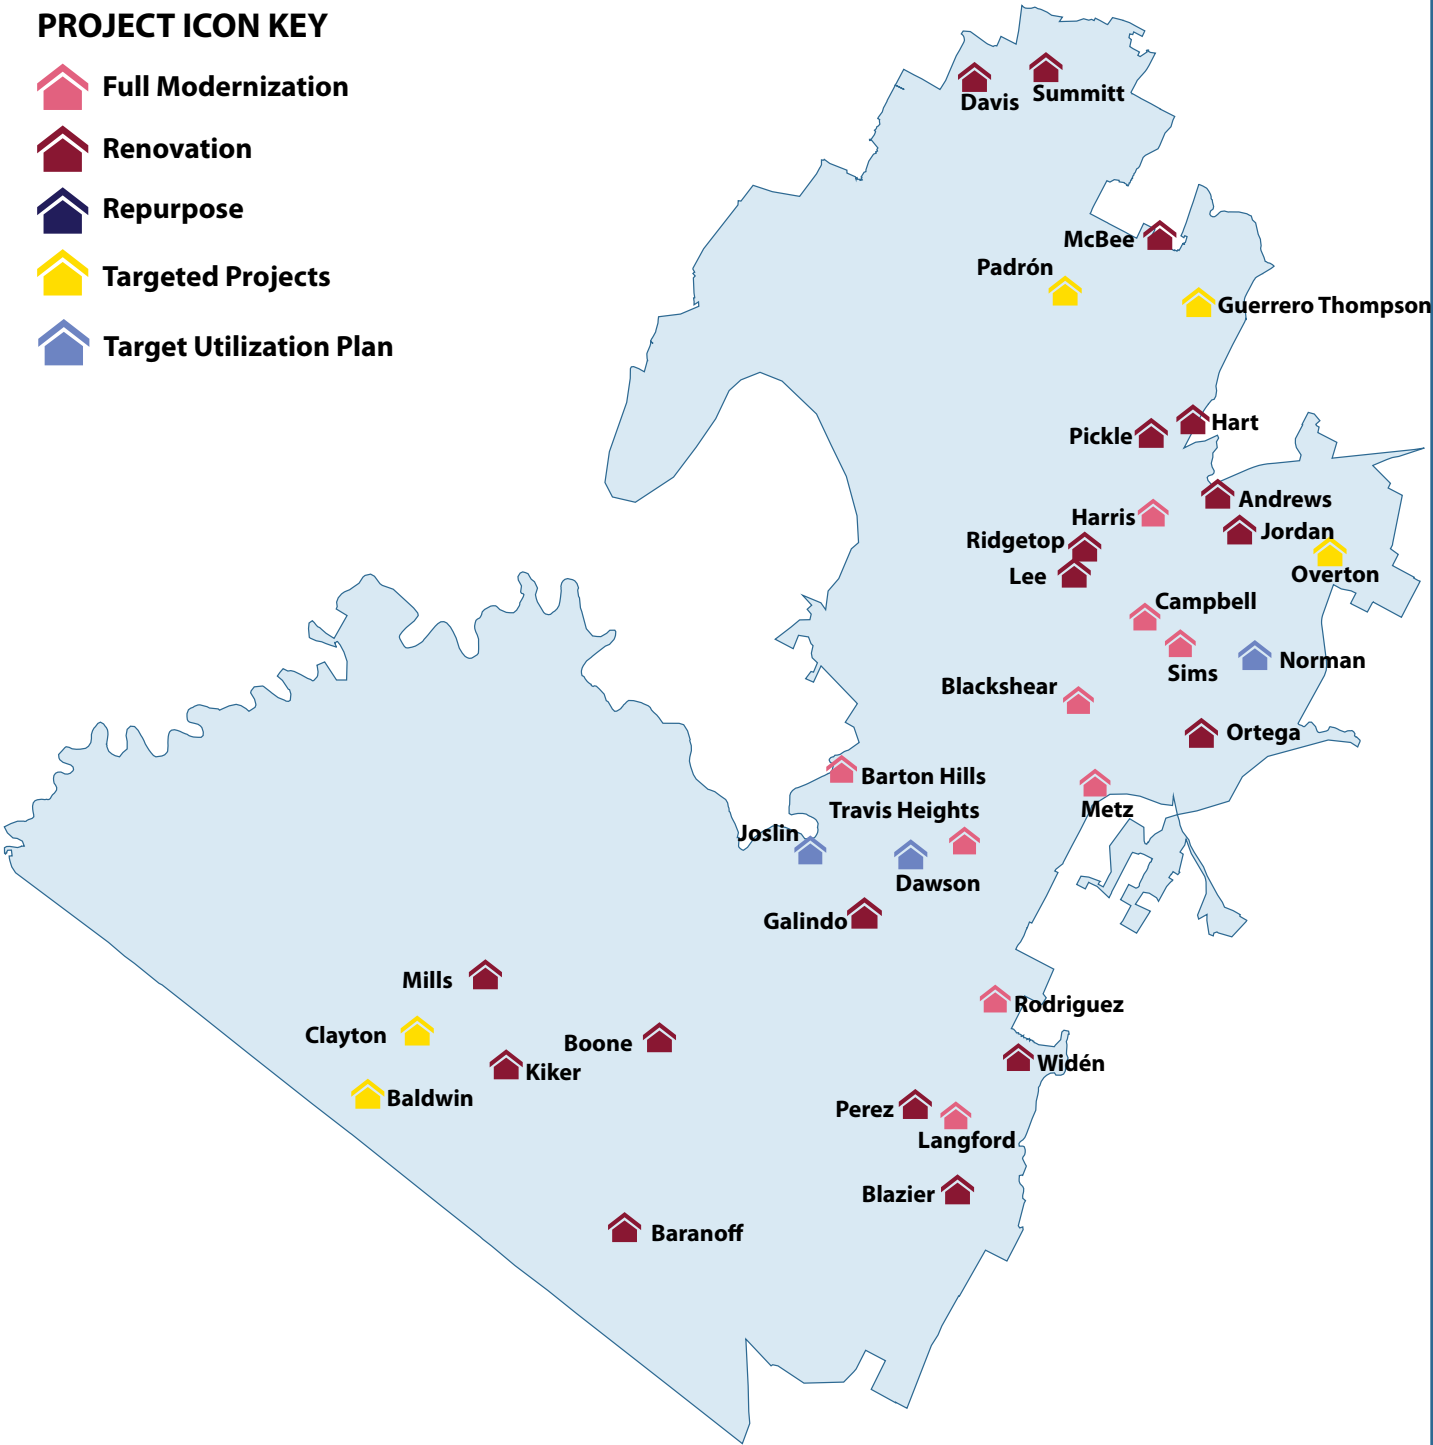 PROJECT ICON KEY
Full Modernization
Renovation
Repurpose
Targeted Projects
Target Utilization Plan
Davis
Summitt
McBee
Padrón
Guerrero Thompson
Hart
Pickle
Andrews
Harris
Jordan
Ridgetop
Overton
Lee
Campbell
Norman
Sims
Blackshear
Ortega
Barton Hills
Metz
Travis Heights
Joslin
Dawson
Galindo
Mills
Rodriguez
Clayton
Boone
Widén
Kiker
Baldwin
Perez
Langford
Blazier
Baranoff